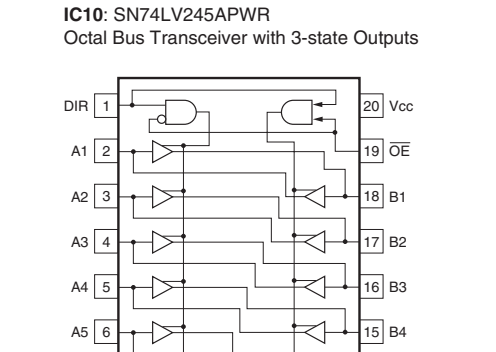 IC10: SN74LV245APWR
Octal Bus Transceiver with 3-state Outputs
DIR 1 20 Vcc
A1 2 19 OE
A2 3 18 B1
A3 4 17 B2
A4 5 16 B3
A5 6 15 B4